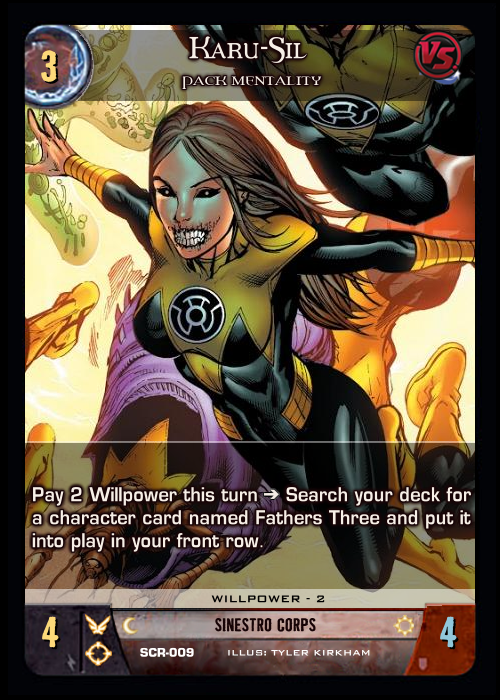 3
Karu-Sil
VS
PACK MENTALITY
Pay 2 Willpower this turn ➔ Search your deck for
a character card named Fathers Three and put it
into play in your front row.
WILLPOWER - 2
4
SINESTRO CORPS
4
SCR-009 ILLUS: TYLER KIRKHAM